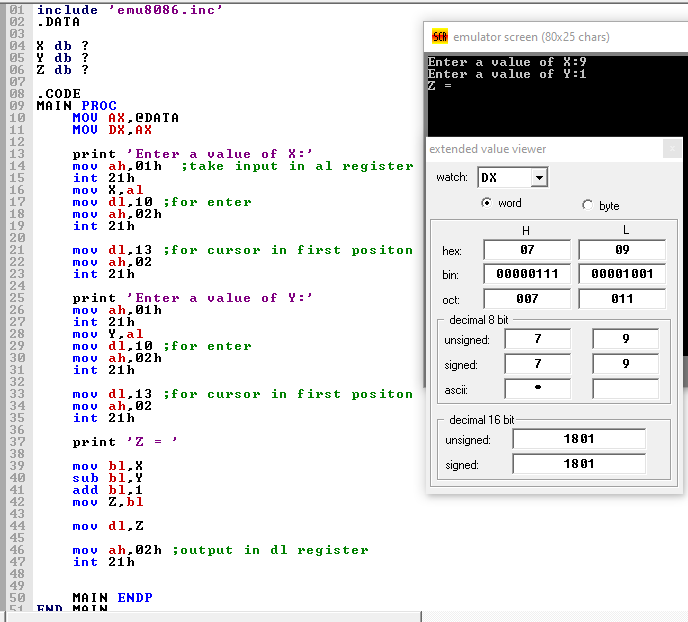 01 include 'emu8086.inc'
02 .DATA
03
04 X db ?
05 Y db ?
06 Z db ?
07
08 .CODE
09 MAIN PROC
10 MOV AX,@DATA
11 MOV DX,AX
12
13 print 'Enter a value of X:'
14 mov ah,01h ;take input in al register
15 int 21h
16 mov X,al
17 mov dl,10 ;for enter
18 mov ah,02h
19 int 21h
20
21 mov dl,13 ;for cursor in first positon
22 mov ah,02
23 int 21h
24
25 print 'Enter a value of Y:'
26 mov ah,01h
27 int 21h
28 mov Y,al
29 mov dl,10 ;for enter
30 mov ah,02h
31 int 21h
32
33 mov dl,13 ;for cursor in first positon
34 mov ah,02
35 int 21h
36
37 print 'Z = '
38
39 mov bl,X
40 sub bl,Y
41 add bl,1
42 mov Z,bl
43
44 mov dl,Z
45
46 mov ah,02h ;output in dl register
47 int 21h
48
49
50 MAIN ENDP
51 END MAIN
SCR emulator screen (80x25 chars)
Enter a value of X:9
Enter a value of Y:1
Z =
extended value viewer
watch: DX
word byte
H L
hex: 07 09
bin: 00000111 00001001
oct: 007 011
decimal 8 bit
unsigned: 7 9
signed: 7 9
ascii: •
decimal 16 bit
unsigned: 1801
signed: 1801